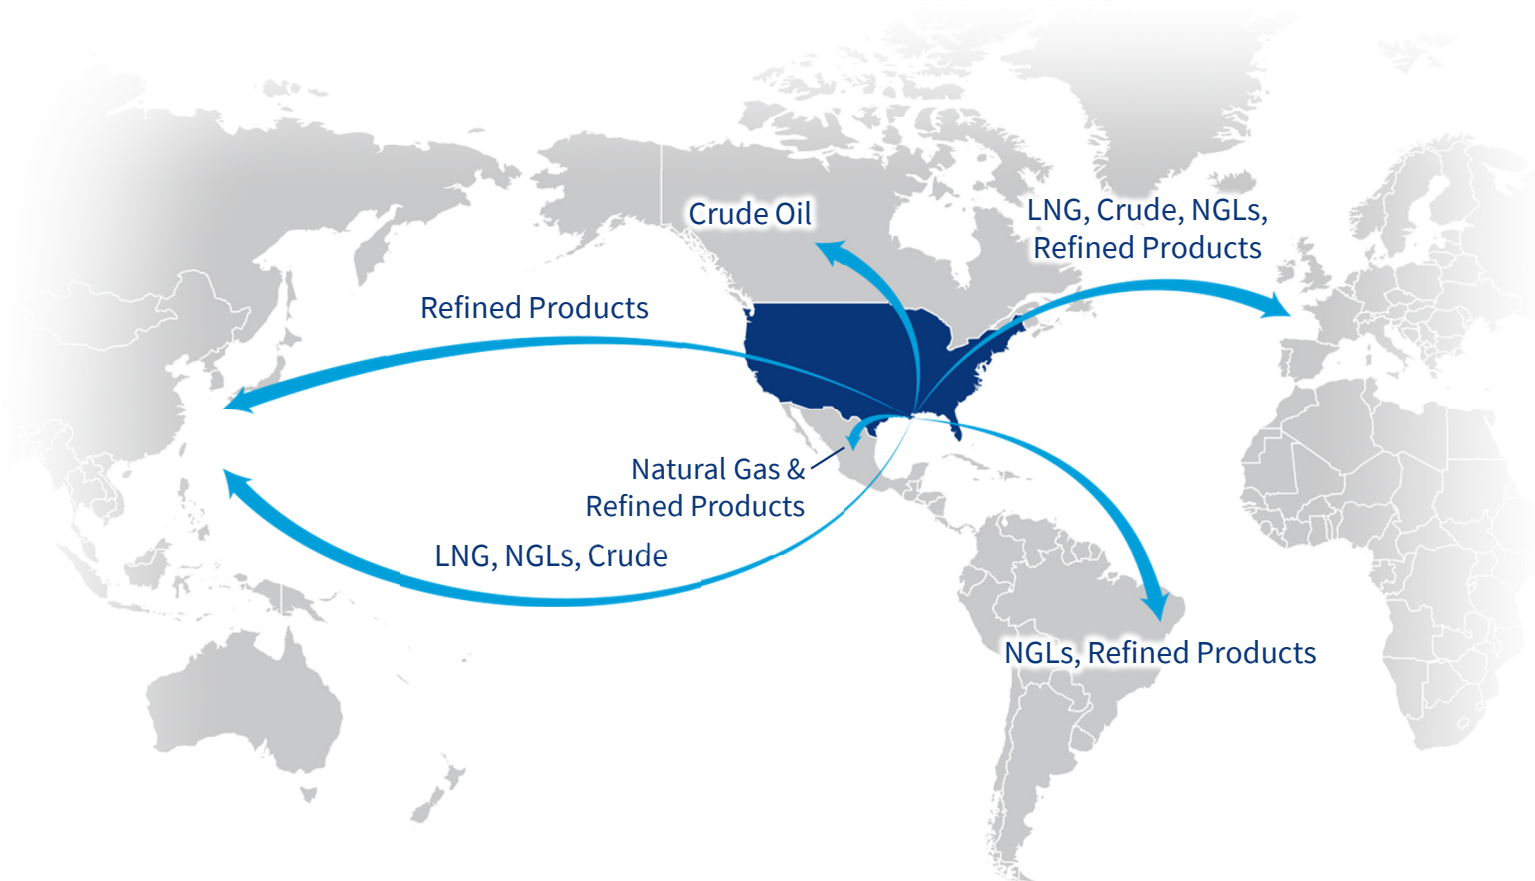 Crude Oil
LNG, Crude, NGLs,
Refined Products
Refined Products
Natural Gas &
Refined Products
LNG, NGLs, Crude
NGLs, Refined Products